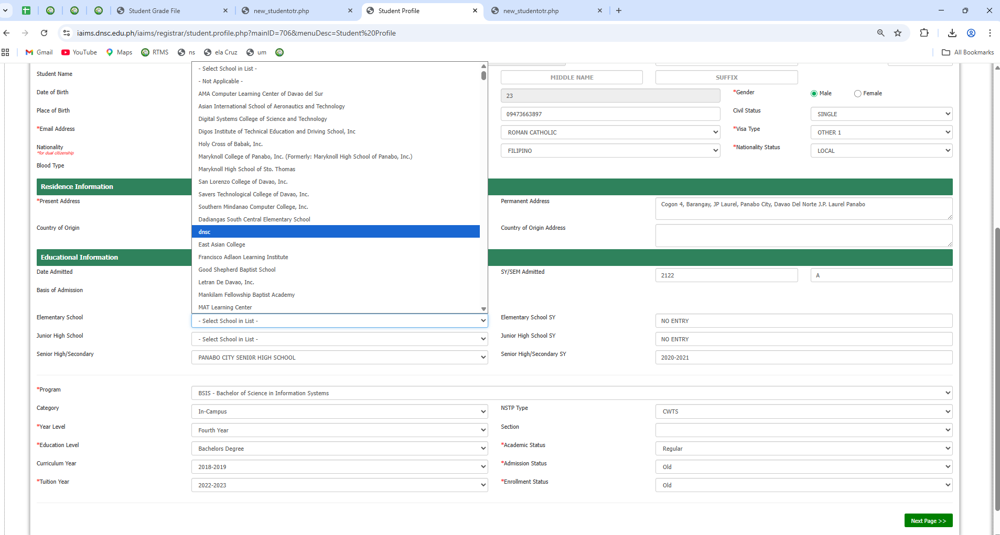 Student Grade File
new_studentotr.php
Student Profile
new_studentotr.php
iaims.dnsc.edu.ph/iaims/registrar/student.profile.php?mainID=706&menuDesc=Student%20Profile
Gmail YouTube Maps RTMS ns ela Cruz um All Bookmarks
Student Name
MIDDLE NAME SUFFIX
Date of Birth
23
*Gender Male Female
Place of Birth
09473663897
Civil Status SINGLE
*Email Address
ROMAN CATHOLIC
*Visa Type OTHER 1
Nationality
*for dual citizenship
FILIPINO
*Nationality Status LOCAL
Blood Type
- Select School in List -
- Not Applicable -
AMA Computer Learning Center of Davao del Sur
Asian International School of Aeronautics and Technology
Digital Systems College of Science and Technology
Digos Institute of Technical Education and Driving School, Inc
Holy Cross of Babak, Inc.
Maryknoll College of Panabo, Inc. (Formerly: Maryknoll High School of Panabo, Inc.)
Maryknoll High School of Sto. Thomas
San Lorenzo College of Davao, Inc.
Savers Technological College of Davao, Inc.
Southern Mindanao Computer College, Inc.
Dadiangas South Central Elementary School
dnsc
East Asian College
Francisco Adlaon Learning Institute
Good Shepherd Baptist School
Letran De Davao, Inc.
Mankilam Fellowship Baptist Academy
MAT Learning Center
Residence Information
*Present Address
Permanent Address Cogon 4, Barangay, JP Laurel, Panabo City, Davao Del Norte J.P. Laurel Panabo
Country of Origin
Country of Origin Address
Educational Information
Date Admitted
SY/SEM Admitted 2122 A
Basis of Admission
Elementary School - Select School in List - Elementary School SY NO ENTRY
Junior High School - Select School in List - Junior High School SY NO ENTRY
Senior High/Secondary PANABO CITY SENI0R HIGH SCHOOL Senior High/Secondary SY 2020-2021
*Program BSIS - Bachelor of Science in Information Systems
Category In-Campus NSTP Type CWTS
*Year Level Fourth Year Section
*Education Level Bachelors Degree *Academic Status Regular
Curriculum Year 2018-2019 *Admission Status Old
*Tuition Year 2022-2023 *Enrollment Status Old
Next Page >>